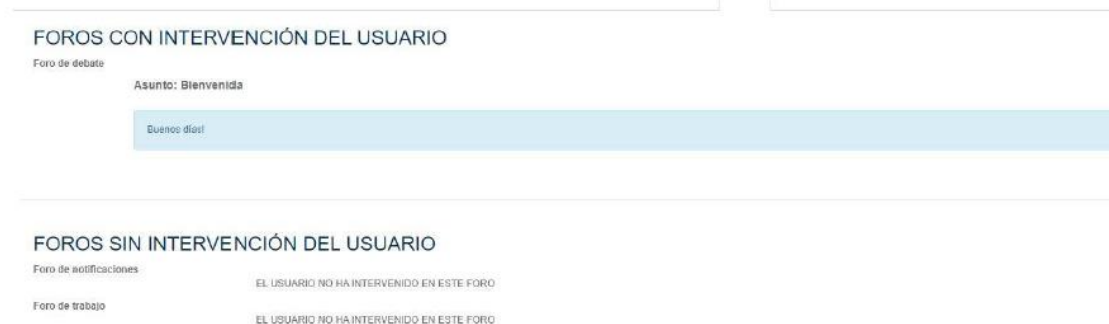 FOROS CON INTERVENCIÓN DEL USUARIO
Foro de debate
Asunto: Bienvenida
Buenos días!
FOROS SIN INTERVENCIÓN DEL USUARIO
Foro de notificaciones
EL USUARIO NO HA INTERVENIDO EN ESTE FORO
Foro de trabajo
EL USUARIO NO HA INTERVENIDO EN ESTE FORO